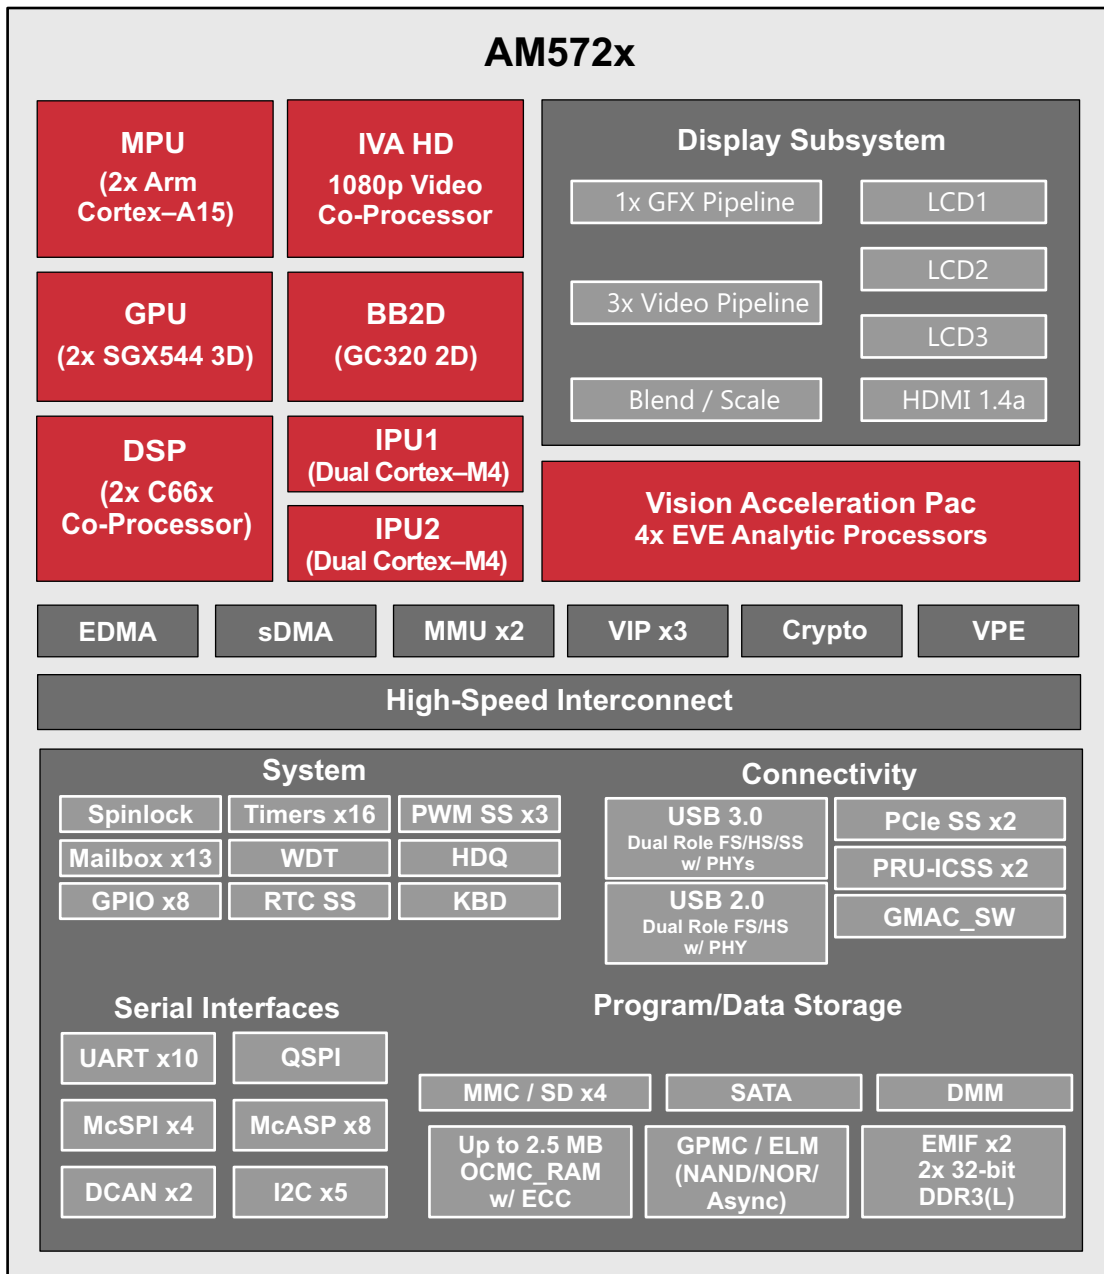 AM572x
MPU
(2x Arm
Cortex–A15)
IVA HD
1080p Video
Co-Processor
GPU
(2x SGX544 3D)
BB2D
(GC320 2D)
DSP
(2x C66x
Co-Processor)
IPU1
(Dual Cortex–M4)
IPU2
(Dual Cortex–M4)
Display Subsystem
1x GFX Pipeline
LCD1
LCD2
3x Video Pipeline
LCD3
Blend / Scale
HDMI 1.4a
Vision Acceleration Pac
4x EVE Analytic Processors
EDMA
sDMA
MMU x2
VIP x3
Crypto
VPE
High-Speed Interconnect
System
Spinlock
Timers x16
PWM SS x3
Mailbox x13
WDT
HDQ
GPIO x8
RTC SS
KBD
Connectivity
USB 3.0
Dual Role FS/HS/SS
w/ PHYs
USB 2.0
Dual Role FS/HS
w/ PHY
PCIe SS x2
PRU-ICSS x2
GMAC_SW
Serial Interfaces
UART x10
QSPI
McSPI x4
McASP x8
DCAN x2
I2C x5
Program/Data Storage
MMC / SD x4
SATA
DMM
Up to 2.5 MB
OCMC_RAM
w/ ECC
GPMC / ELM
(NAND/NOR/
Async)
EMIF x2
2x 32-bit
DDR3(L)